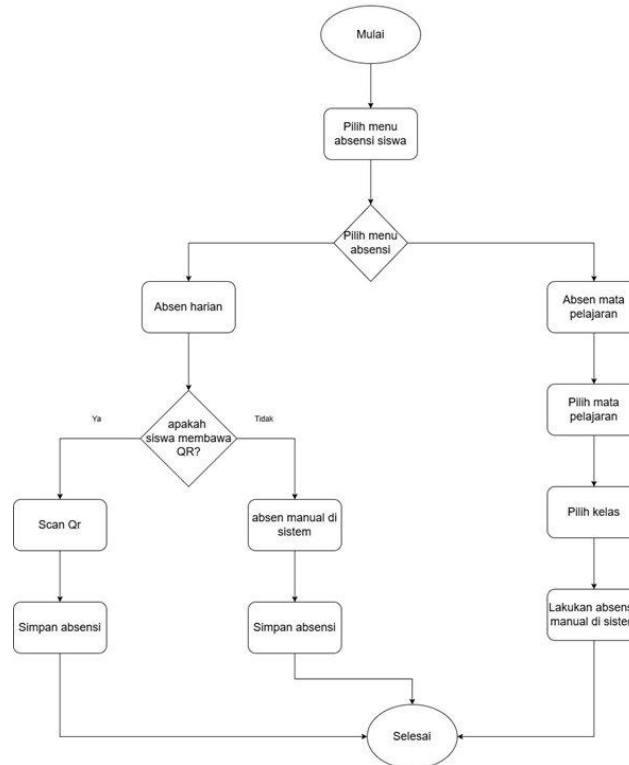 Mulai
Pilih menu
absensi siswa
Pilih menu
absensi
Absen harian
Absen mata
pelajaran
Pilih mata
pelajaran
Ya
apakah
siswa membawa
QR?
Tidak
Scan Qr
absen manual di
sistem
Pilih kelas
Simpan absensi
Simpan absensi
Lakukan absens
manual di sister
Selesai